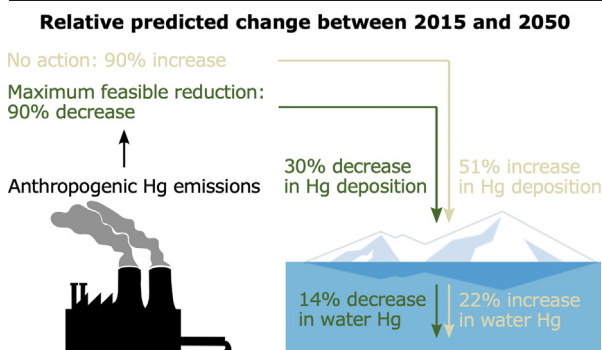 Relative predicted change between 2015 and 2050
No action: 90% increase
Maximum feasible reduction:
90% decrease
Anthropogenic Hg emissions
30% decrease
in Hg deposition
51% increase
in Hg deposition
14% decrease
in water Hg
22% increase
in water Hg